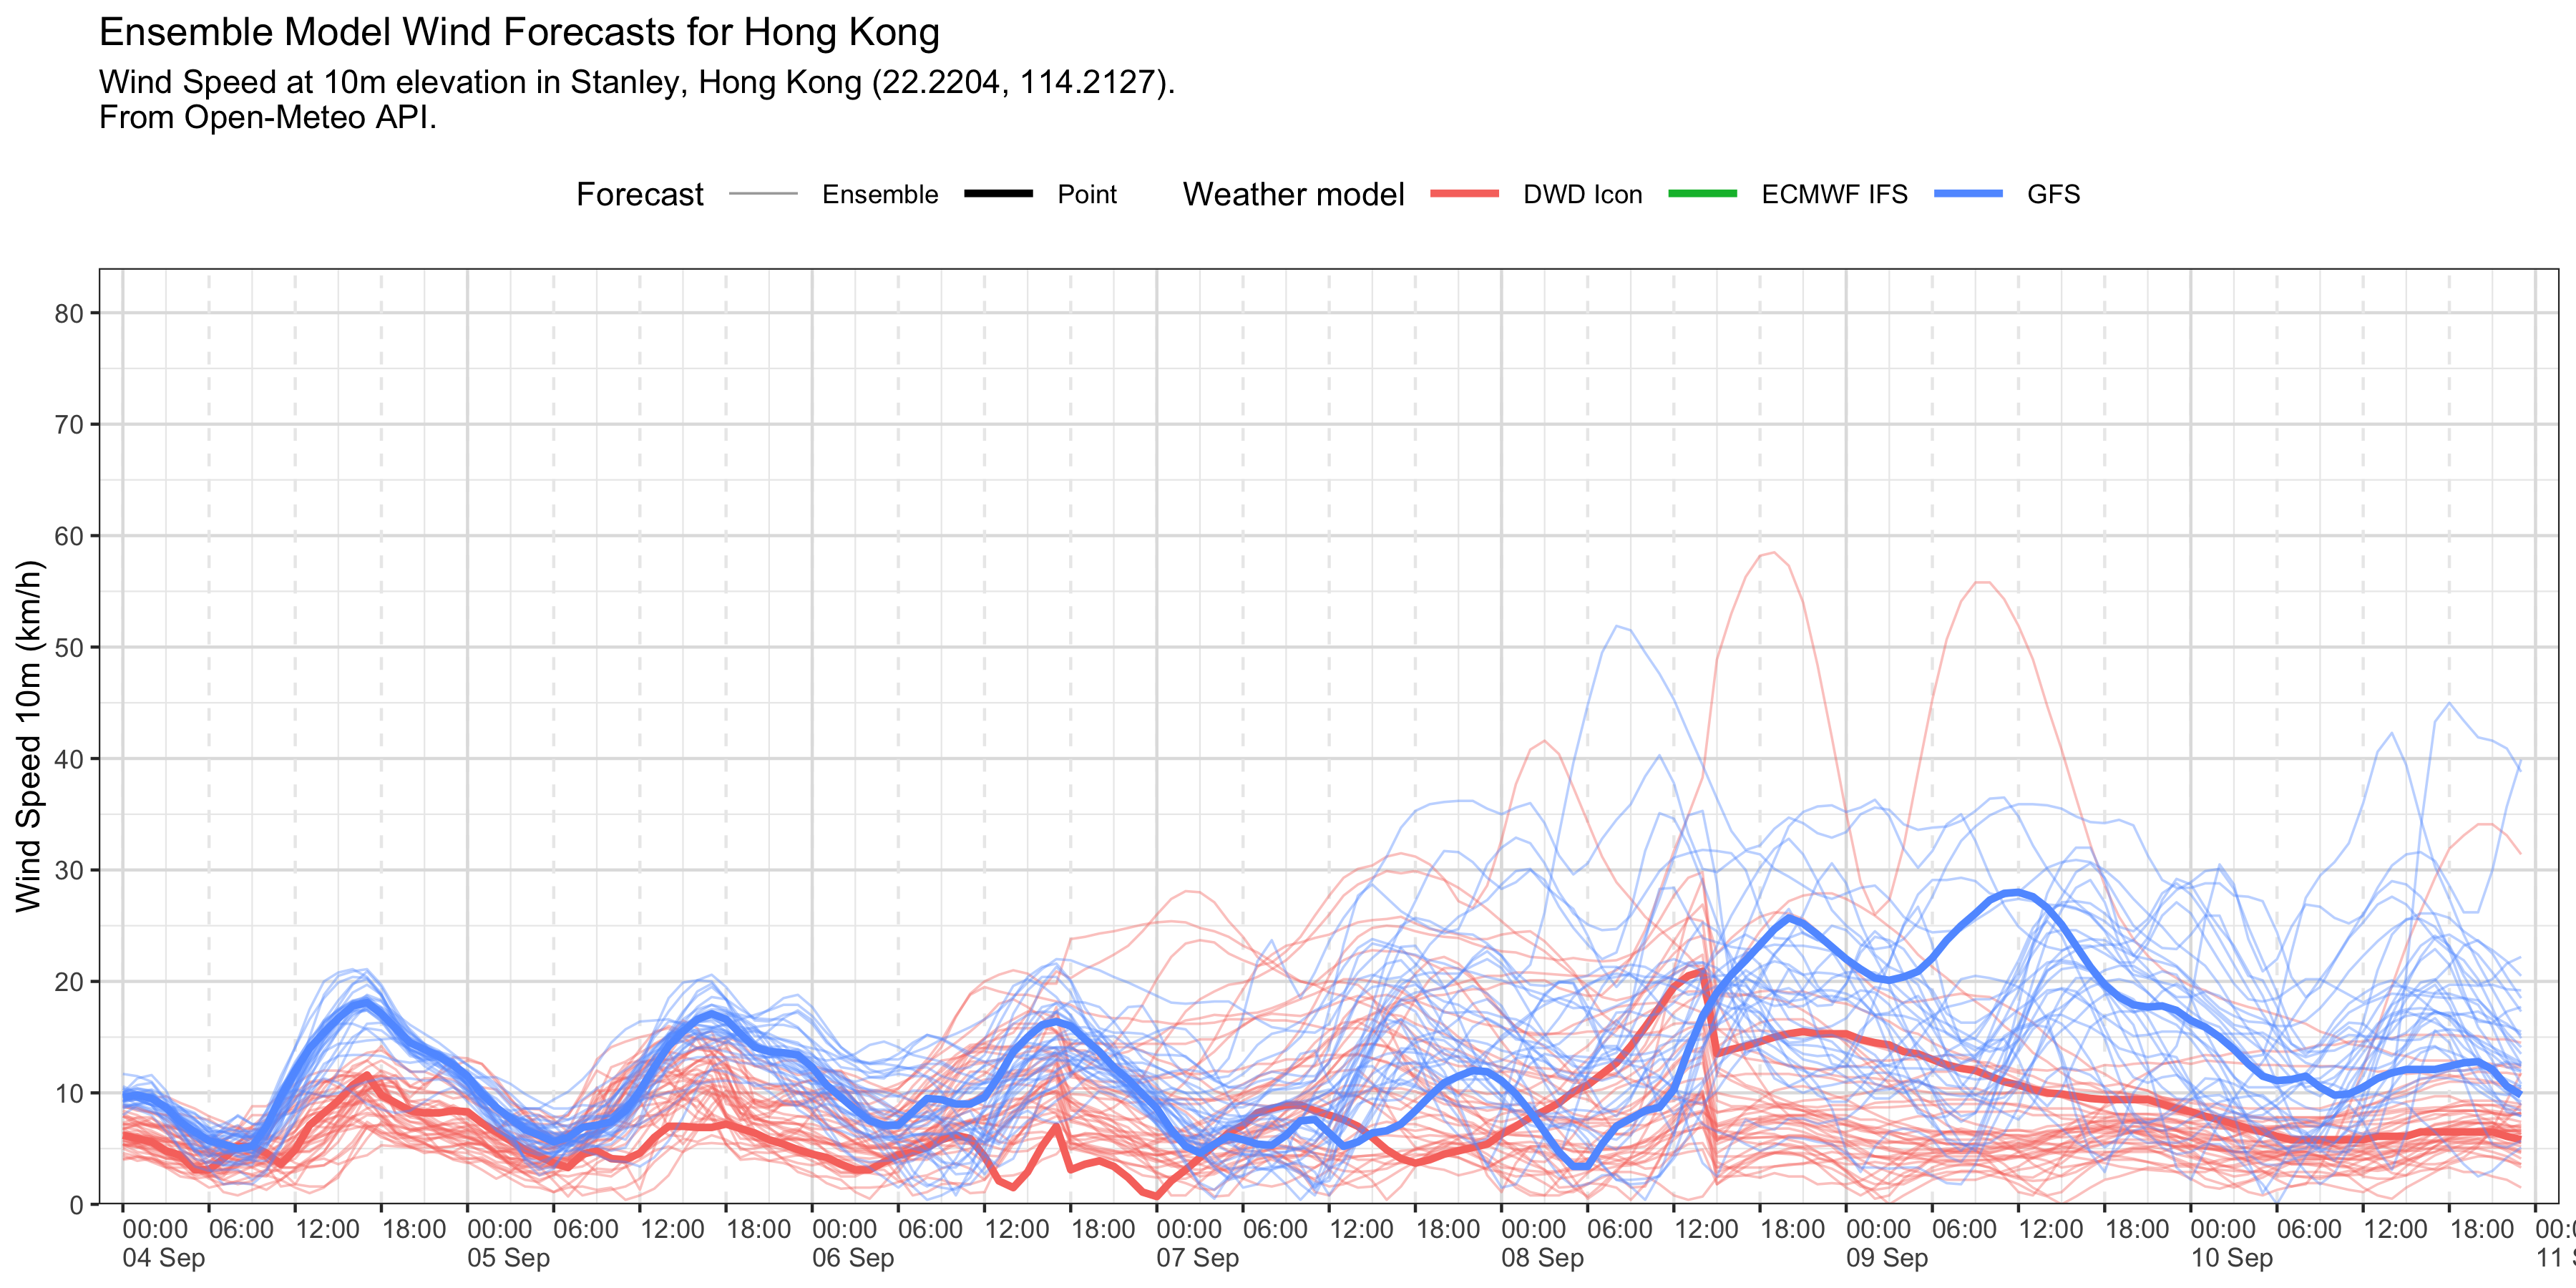 Ensemble Model Wind Forecasts for Hong Kong
Wind Speed at 10m elevation in Stanley, Hong Kong (22.2204, 114.2127).
From Open-Meteo API.
Forecast Ensemble Point Weather model DWD Icon ECMWF IFS GFS
Wind Speed 10m (km/h)
80
70
60
50
40
30
20
10
0
00:00 06:00 12:00 18:00 00:00 06:00 12:00 18:00 00:00 06:00 12:00 18:00 00:00 06:00 12:00 18:00 00:00 06:00 12:00 18:00 00:00 06:00 12:00 18:00 00:00 06:00 12:00 18:00 00:
04 Sep 05 Sep 06 Sep 07 Sep 08 Sep 09 Sep 10 Sep 11